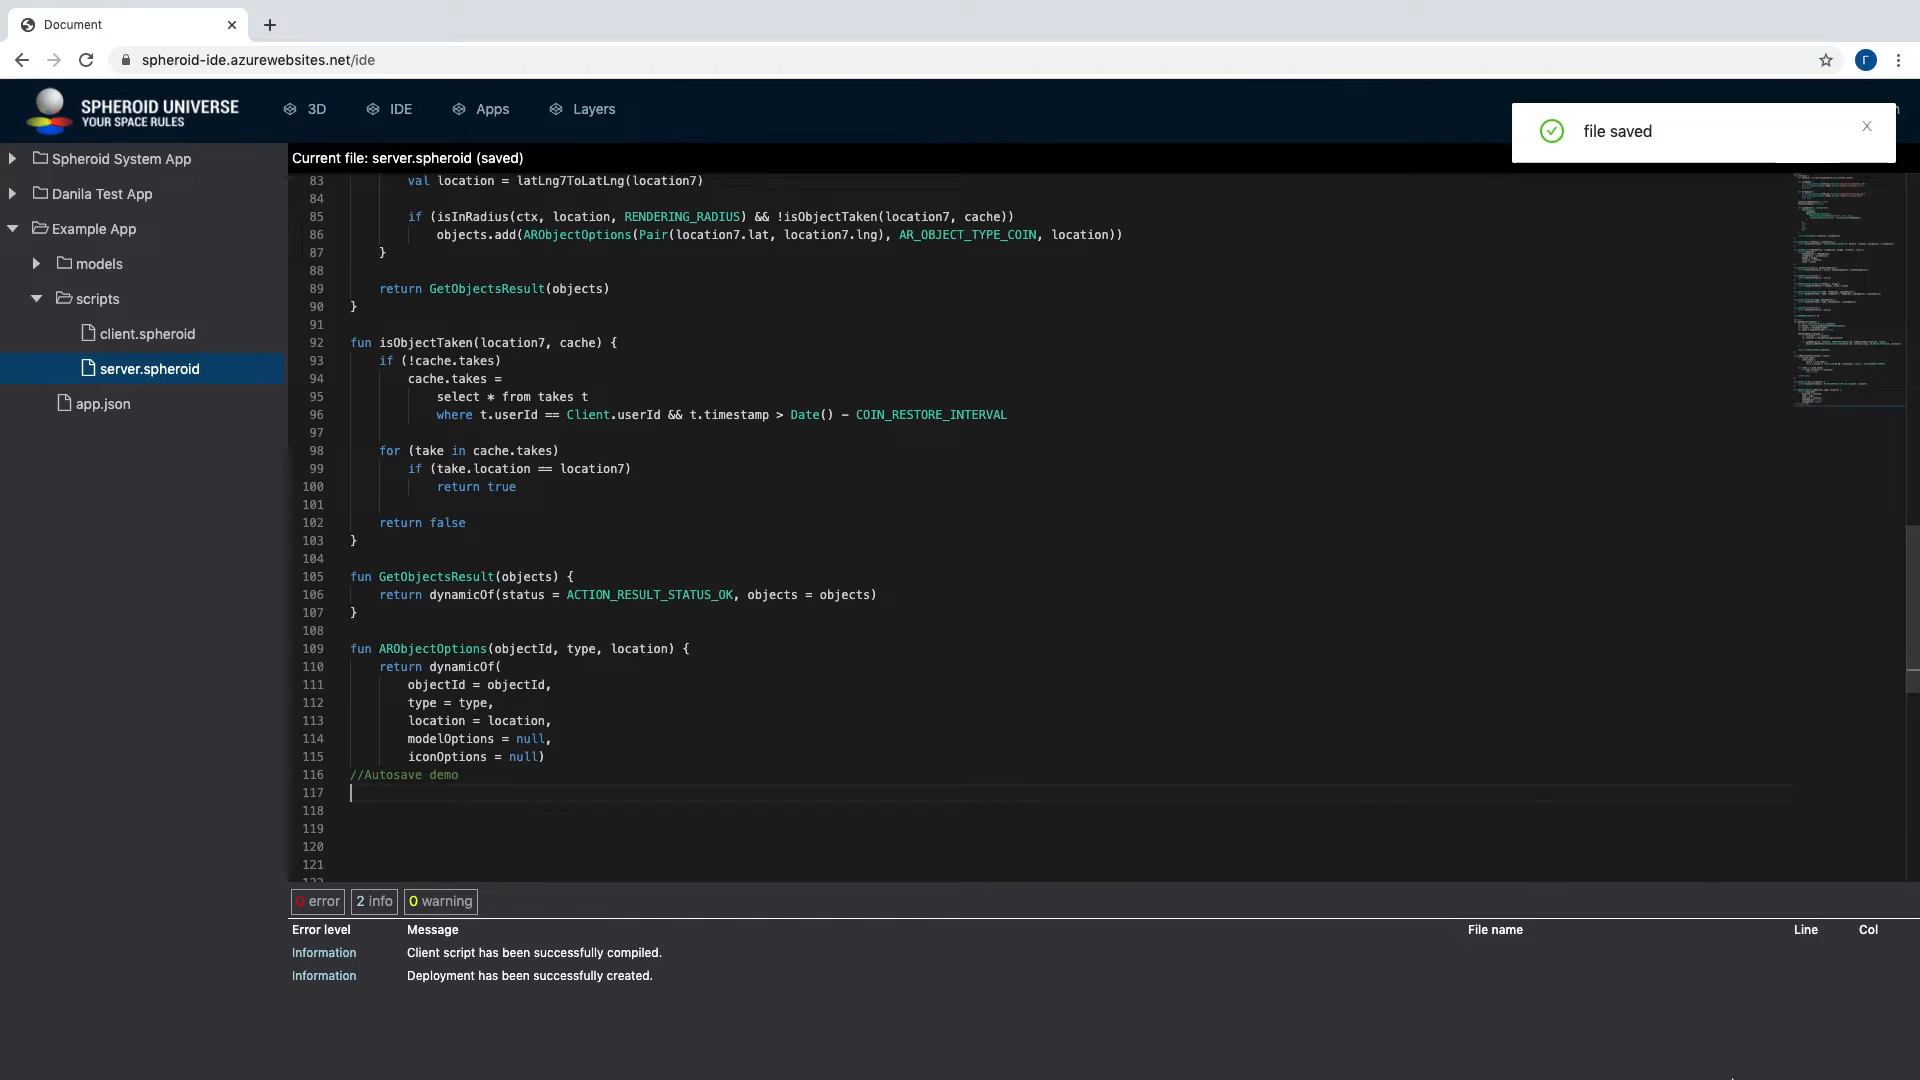 Document
spheroid-ide.azurewebsites.net/ide
SPHEROID UNIVERSE
YOUR SPACE RULES
3D
IDE
Apps
Layers
file saved
Spheroid System App
Danila Test App
Example App
models
scripts
client.spheroid
server.spheroid
app.json
Current file: server.spheroid (saved)
83 val location = latLng7ToLatLng(location7)
84
85 if (isInRadius(ctx, location, RENDERING_RADIUS) && !isObjectTaken(location7, cache))
86 objects.add(ARObjectOptions(Pair(location7.lat, location7.lng), AR_OBJECT_TYPE_COIN, location))
87 }
88
89 return GetObjectsResult(objects)
90 }
91
92 fun isObjectTaken(location7, cache) {
93 if (!cache.takes)
94 cache.takes =
95 select * from takes t
96 where t.userId == Client.userId && t.timestamp > Date() - COIN_RESTORE_INTERVAL
97
98 for (take in cache.takes)
99 if (take.location == location7)
100 return true
101
102 return false
103 }
104
105 fun GetObjectsResult(objects) {
106 return dynamicOf(status = ACTION_RESULT_STATUS_OK, objects = objects)
107 }
108
109 fun ARObjectOptions(objectId, type, location) {
110 return dynamicOf(
111 objectId = objectId,
112 type = type,
113 location = location,
114 modelOptions = null,
115 iconOptions = null)
116 //Autosave demo
117
118
119
120
121
0 error
2 info
0 warning
Error level Message File name Line Col
Information Client script has been successfully compiled.
Information Deployment has been successfully created.